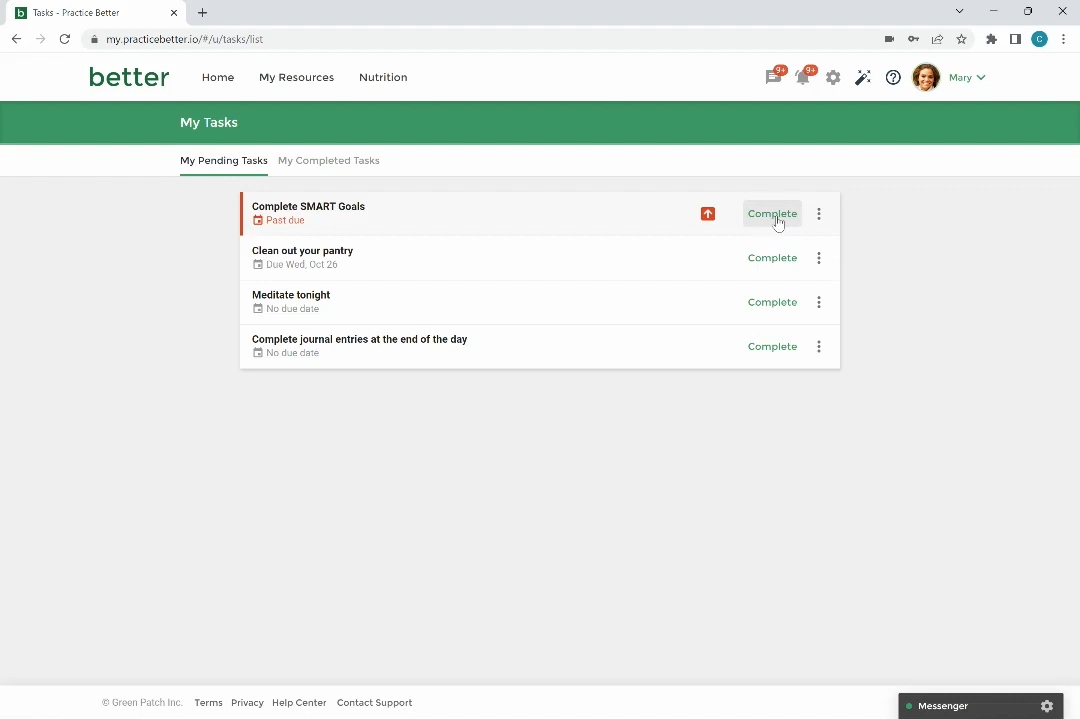 b Tasks - Practice Better
my.practicebetter.io/#/u/tasks/list
C
better Home My Resources Nutrition 9+ 9+ Mary
My Tasks
My Pending Tasks My Completed Tasks
Complete SMART Goals
Past due
Complete
Clean out your pantry
Due Wed, Oct 26
Complete
Meditate tonight
No due date
Complete
Complete journal entries at the end of the day
No due date
Complete
© Green Patch Inc. Terms Privacy Help Center Contact Support
Messenger